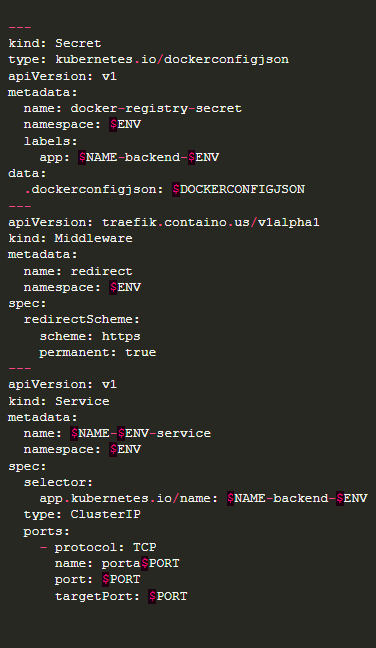 ---
kind: Secret
type: kubernetes.io/dockerconfigjson
apiVersion: v1
metadata:
  name: docker-registry-secret
  namespace: $ENV
  labels:
    app: $NAME-backend-$ENV
data:
  .dockerconfigjson: $DOCKERCONFIGJSON
---
apiVersion: traefik.containo.us/v1alpha1
kind: Middleware
metadata:
  name: redirect
  namespace: $ENV
spec:
  redirectScheme:
    scheme: https
    permanent: true
---
apiVersion: v1
kind: Service
metadata:
  name: $NAME-$ENV-service
  namespace: $ENV
spec:
  selector:
    app.kubernetes.io/name: $NAME-backend-$ENV
  type: ClusterIP
  ports:
    - protocol: TCP
      name: porta$PORT
      port: $PORT
      targetPort: $PORT